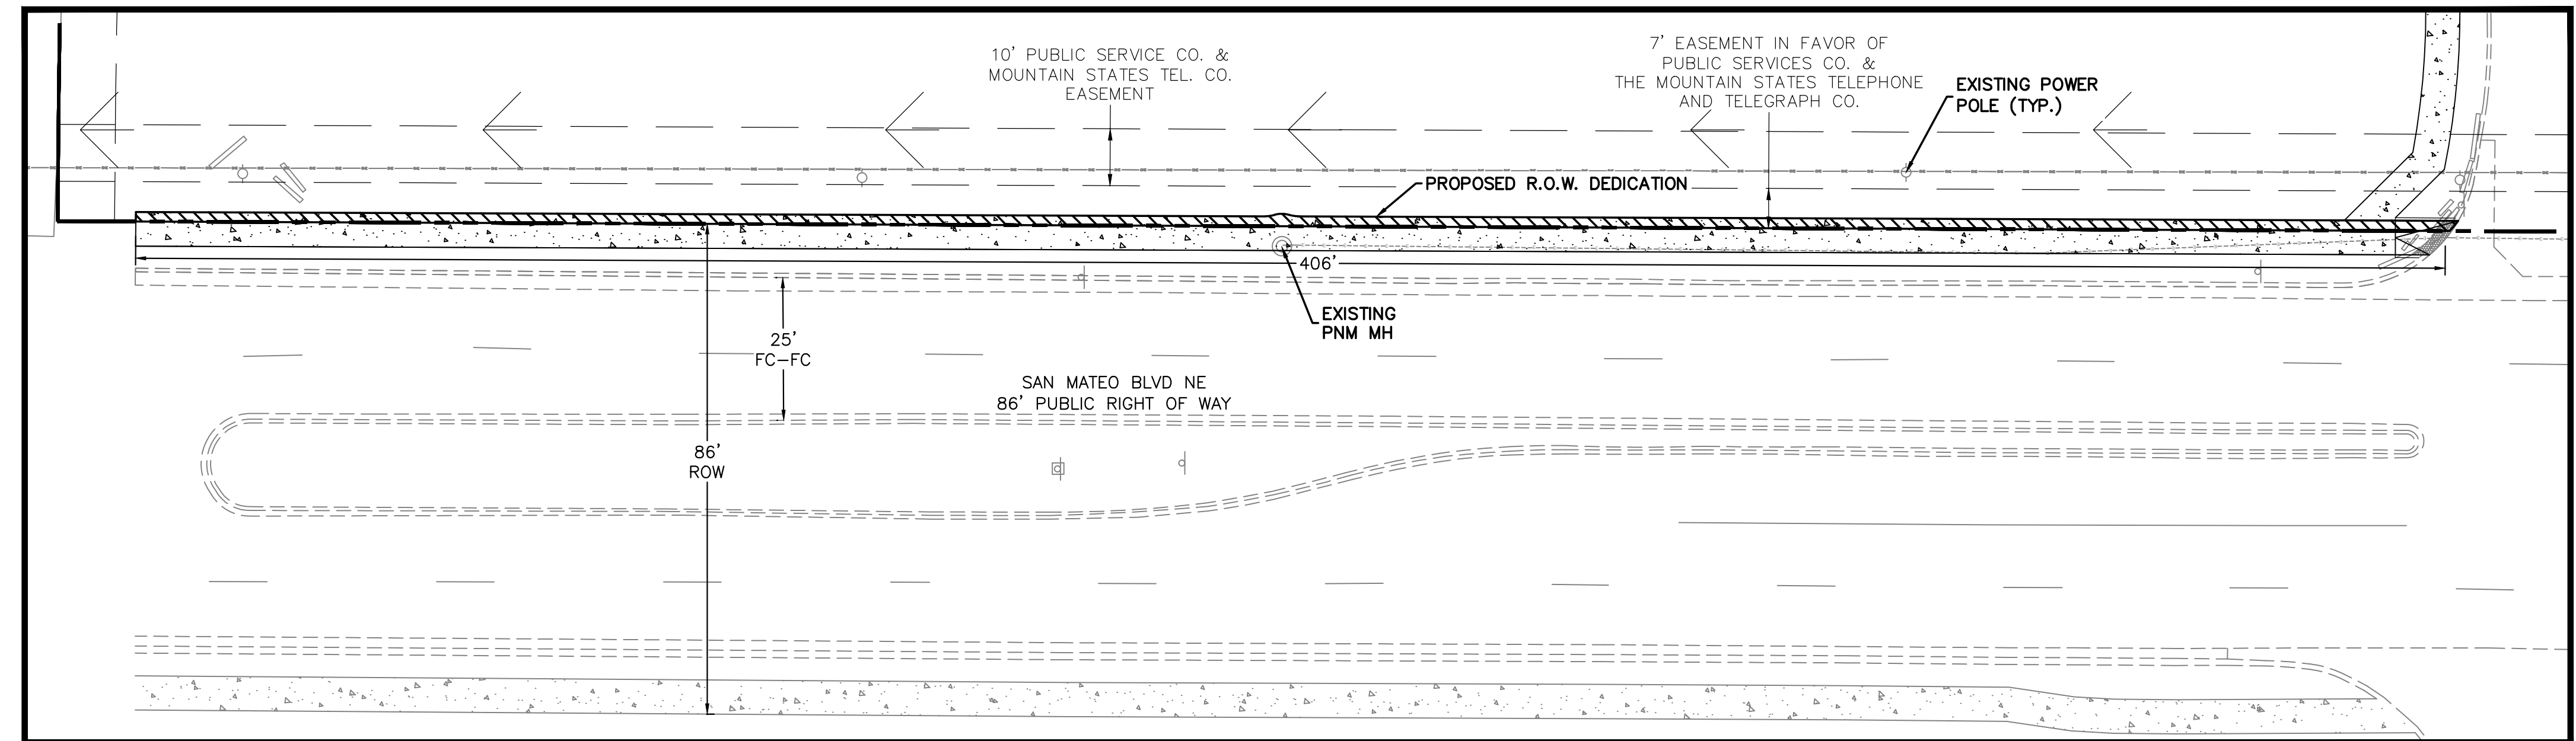 10' PUBLIC SERVICE CO. &
MOUNTAIN STATES TEL. CO.
EASEMENT
7' EASEMENT IN FAVOR OF
PUBLIC SERVICES CO. &
THE MOUNTAIN STATES TELEPHONE
AND TELEGRAPH CO.
EXISTING POWER
POLE (TYP.)
PROPOSED R.O.W. DEDICATION
406'
EXISTING
PNM MH
25'
FC-FC
SAN MATEO BLVD NE
86' PUBLIC RIGHT OF WAY
86'
ROW